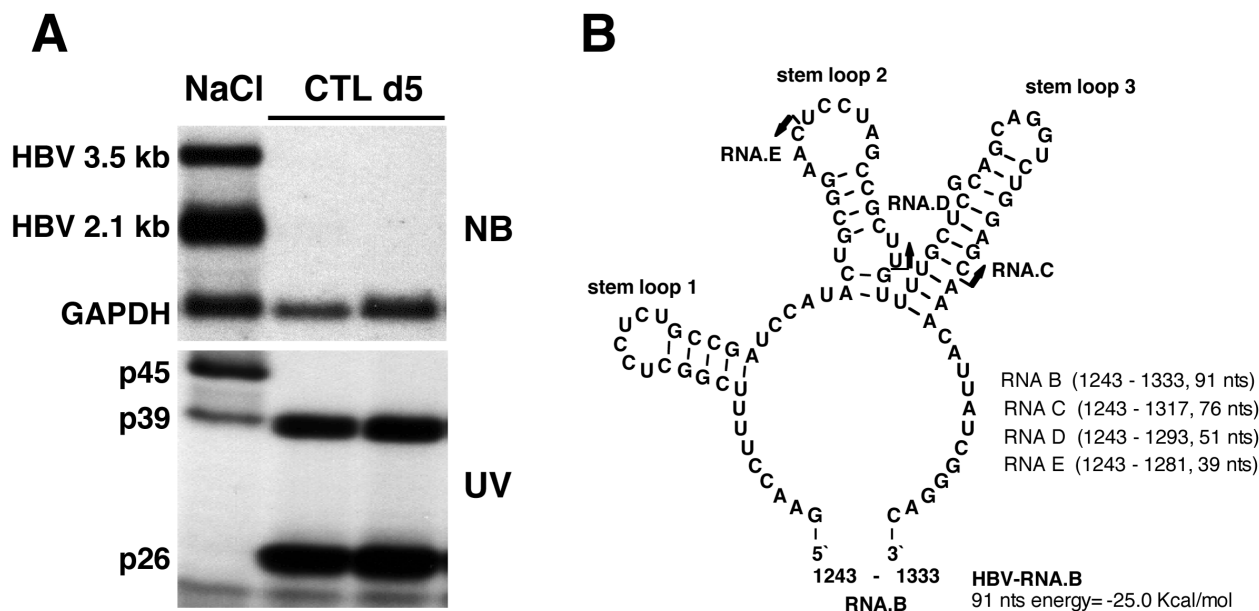 A
B
NaCl
CTL d5
HBV 3.5 kb
HBV 2.1 kb
GAPDH
NB
p45
p39
p26
UV
stem loop 2
stem loop 3
RNA.E
RNA.D
RNA.C
stem loop 1
GAACCUUUUCGGCUCCUCUGCCGAUCCAUACUGCGGAACUCCUAGCCGCUUGUUUUGCUCGCAGCAGGUCUGGAGCAAACAUUAUCGGGAC
RNA B (1243 - 1333, 91 nts)
RNA C (1243 - 1317, 76 nts)
RNA D (1243 - 1293, 51 nts)
RNA E (1243 - 1281, 39 nts)
5` 3`
1243 - 1333
RNA.B
HBV-RNA.B
91 nts energy= -25.0 Kcal/mol